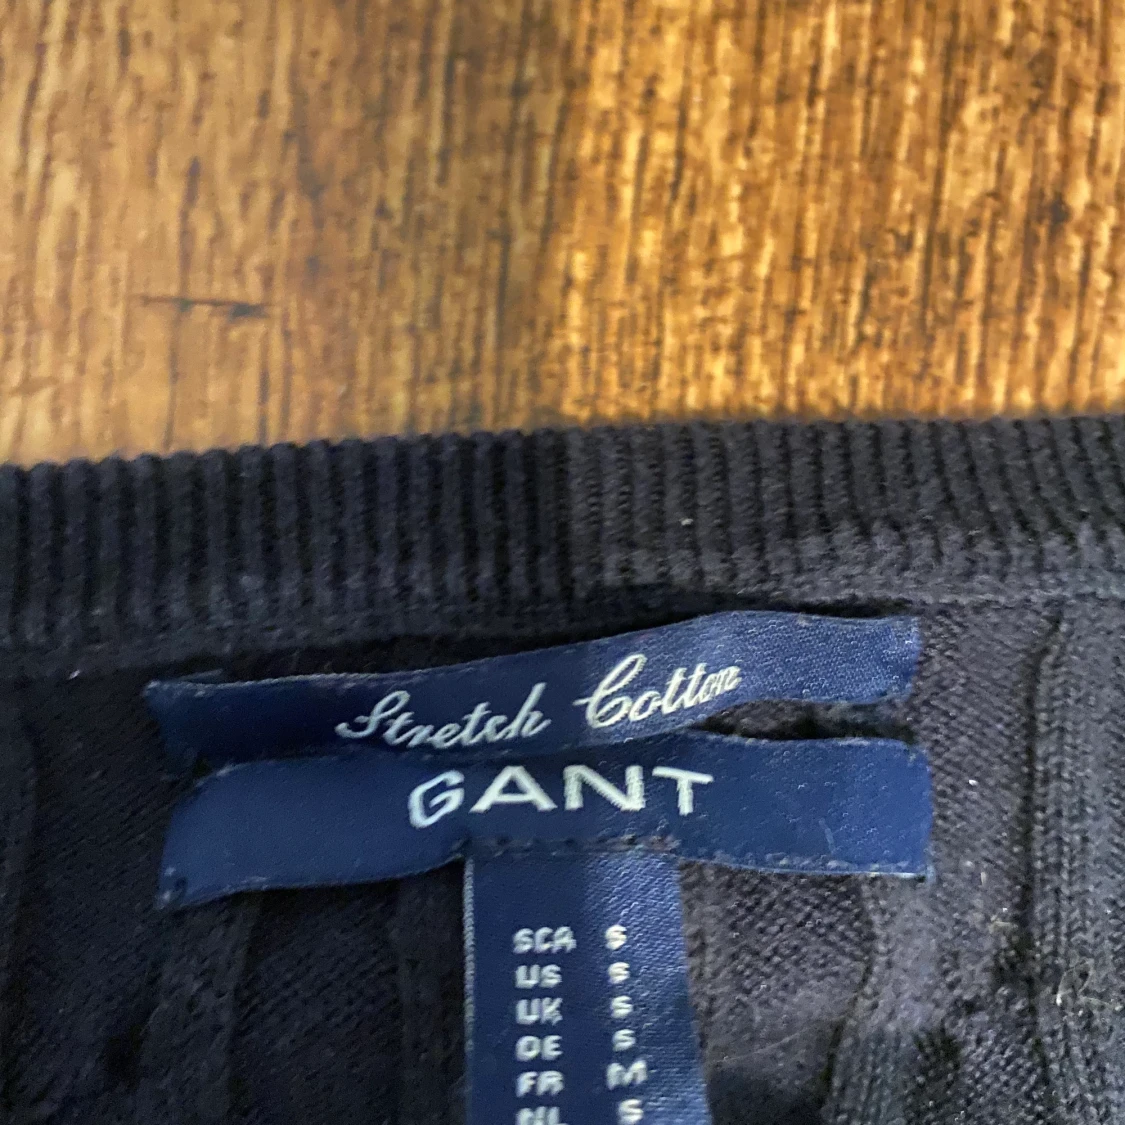 Stretch Cotton
GANT
SCA S
US S
UK S
DE S
FR M
NL S